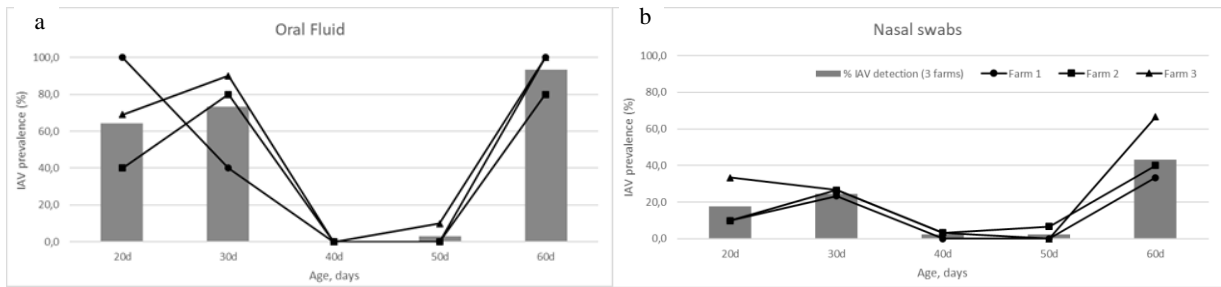 a
Oral Fluid
100,0
80,0
60,0
40,0
20,0
0,0
IAV prevalence (%)
20d 30d 40d 50d 60d
Age, days
b
Nasal swabs
% IAV detection (3 farms) Farm 1 Farm 2 Farm 3
100,0
80,0
60,0
40,0
20,0
0,0
IAV prevalence (%)
20d 30d 40d 50d 60d
Age, days